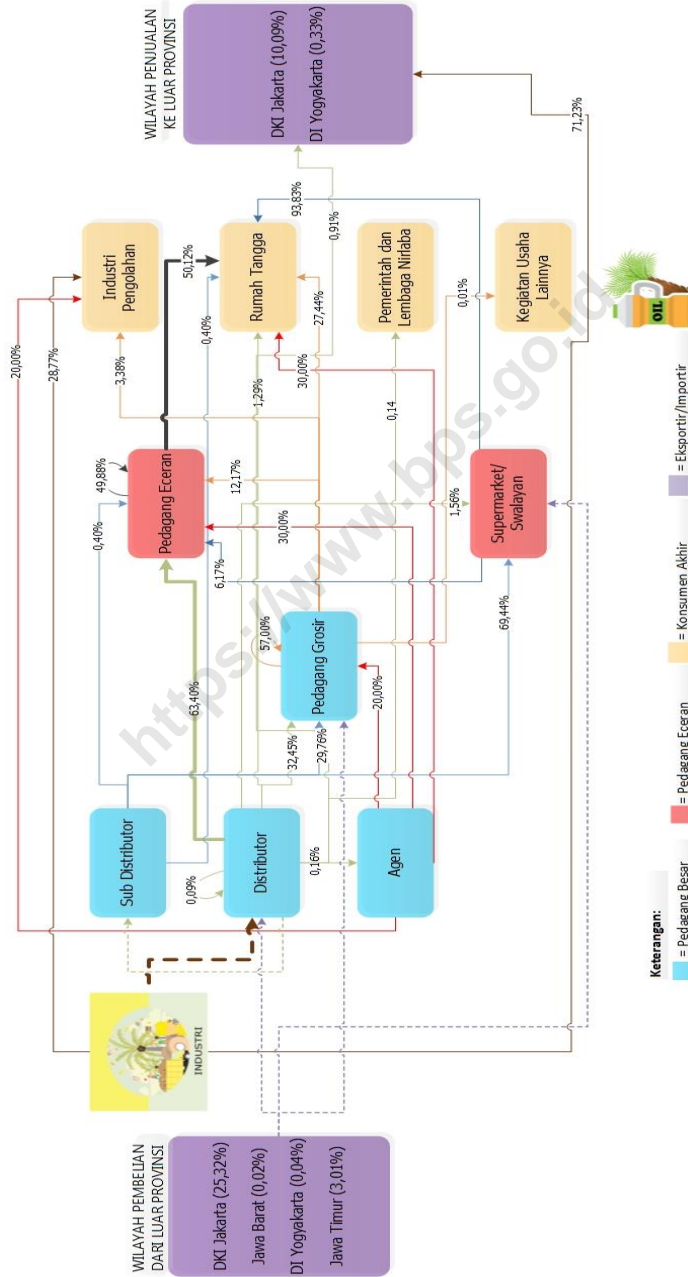 WILAYAH PEMBELIAN
DARI LUAR PROVINSI
DKI Jakarta (25,32%)
Jawa Barat (0,02%)
DI Yogyakarta (0,04%)
Jawa Timur (3,01%)
INDUSTRI
20,00%
28,77%
Sub Distributor
0,09%
Distributor
0,16%
Agen
0,40%
63,40%
32,45%
29,76%
57,00%
Pedagang Grosir
20,00%
69,44%
49,88%
Pedagang Eceran
6,17%
12,17%
30,00%
1,56%
Supermarket/
Swalayan
3,38%
50,12%
0,40%
1,29%
30,00%
27,44%
0,91%
93,83%
0,14
0,01%
71,23%
Industri
Pengolahan
Rumah Tangga
Pemerintah dan
Lembaga Nirlaba
Kegiatan Usaha
Lainnya
WILAYAH PENJUALAN
KE LUAR PROVINSI
DKI Jakarta (10,09%)
DI Yogyakarta (0,33%)
OIL
Keterangan:
= Pedagang Besar
= Pedagang Eceran
= Konsumen Akhir
= Eksportir/Importir
https://www.bps.go.id